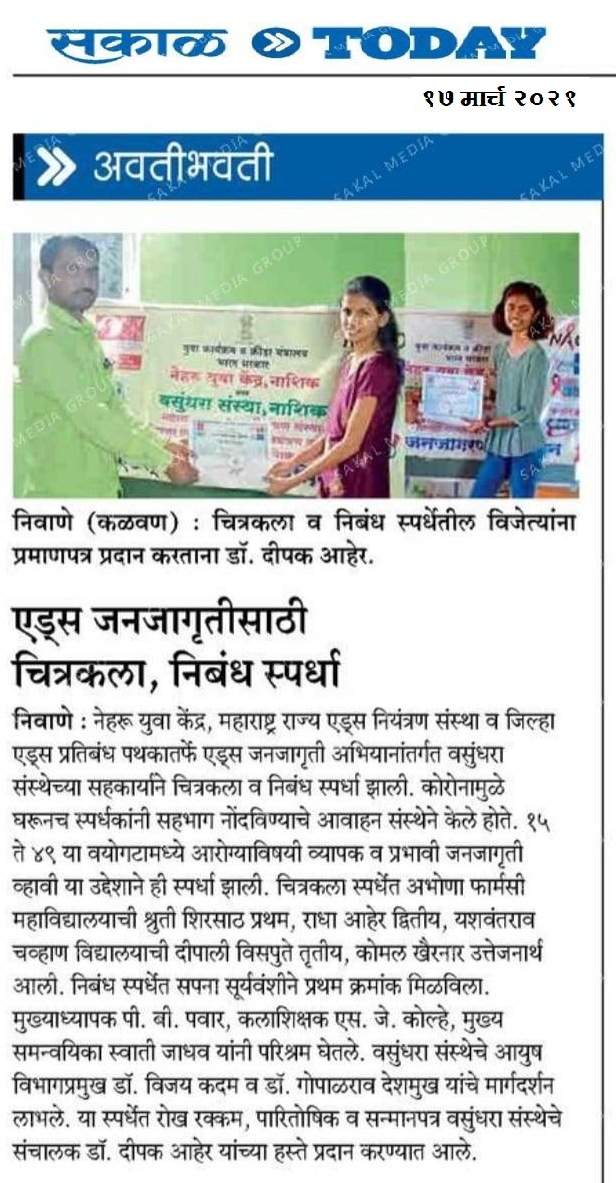 सकाळ » TODAY
१७ मार्च २०२१
» अवतीभवती
युवा कार्यक्रम व क्रीडा मंत्रालय
भारत सरकार
नेहरू युवा केंद्र, नाशिक
वसुंधरा संस्था, नाशिक
जनजागरण
निवाणे (कळवण) : चित्रकला व निबंध स्पर्धेतील विजेत्यांना
प्रमाणपत्र प्रदान करताना डॉ. दीपक आहेर.
एड्स जनजागृतीसाठी
चित्रकला, निबंध स्पर्धा
निवाणे : नेहरू युवा केंद्र, महाराष्ट्र राज्य एड्स नियंत्रण संस्था व जिल्हा
एड्स प्रतिबंध पथकातर्फे एड्स जनजागृती अभियानांतर्गत वसुंधरा
संस्थेच्या सहकार्याने चित्रकला व निबंध स्पर्धा झाली. कोरोनामुळे
घरूनच स्पर्धकांनी सहभाग नोंदविण्याचे आवाहन संस्थेने केले होते. १५
ते ४९ या वयोगटामध्ये आरोग्याविषयी व्यापक व प्रभावी जनजागृती
व्हावी या उद्देशाने ही स्पर्धा झाली. चित्रकला स्पर्धेत अभोणा फार्मसी
महाविद्यालयाची श्रुती शिरसाठ प्रथम, राधा आहेर द्वितीय, यशवंतराव
चव्हाण विद्यालयाची दीपाली विसपुते तृतीय, कोमल खैरनार उत्तेजनार्थ
आली. निबंध स्पर्धेत सपना सूर्यवंशीने प्रथम क्रमांक मिळविला.
मुख्याध्यापक पी. बी. पवार, कलाशिक्षक एस. जे. कोल्हे, मुख्य
समन्वयिका स्वाती जाधव यांनी परिश्रम घेतले. वसुंधरा संस्थेचे आयुष
विभागप्रमुख डॉ. विजय कदम व डॉ. गोपाळराव देशमुख यांचे मार्गदर्शन
लाभले. या स्पर्धेत रोख रक्कम, पारितोषिक व सन्मानपत्र वसुंधरा संस्थेचे
संचालक डॉ. दीपक आहेर यांच्या हस्ते प्रदान करण्यात आले.
SAKAL MEDIA GROUP